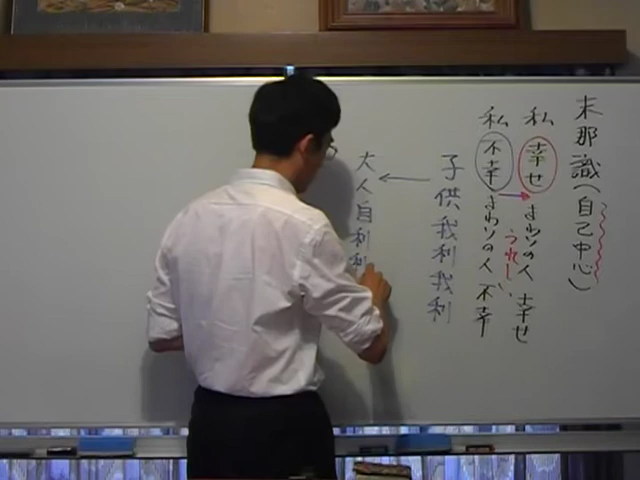 末那識(自己中心)
私 幸せ まわりの人 幸せ
うれしい
私 不幸 まわりの人 不幸
子供 我利我利
大人 自利利